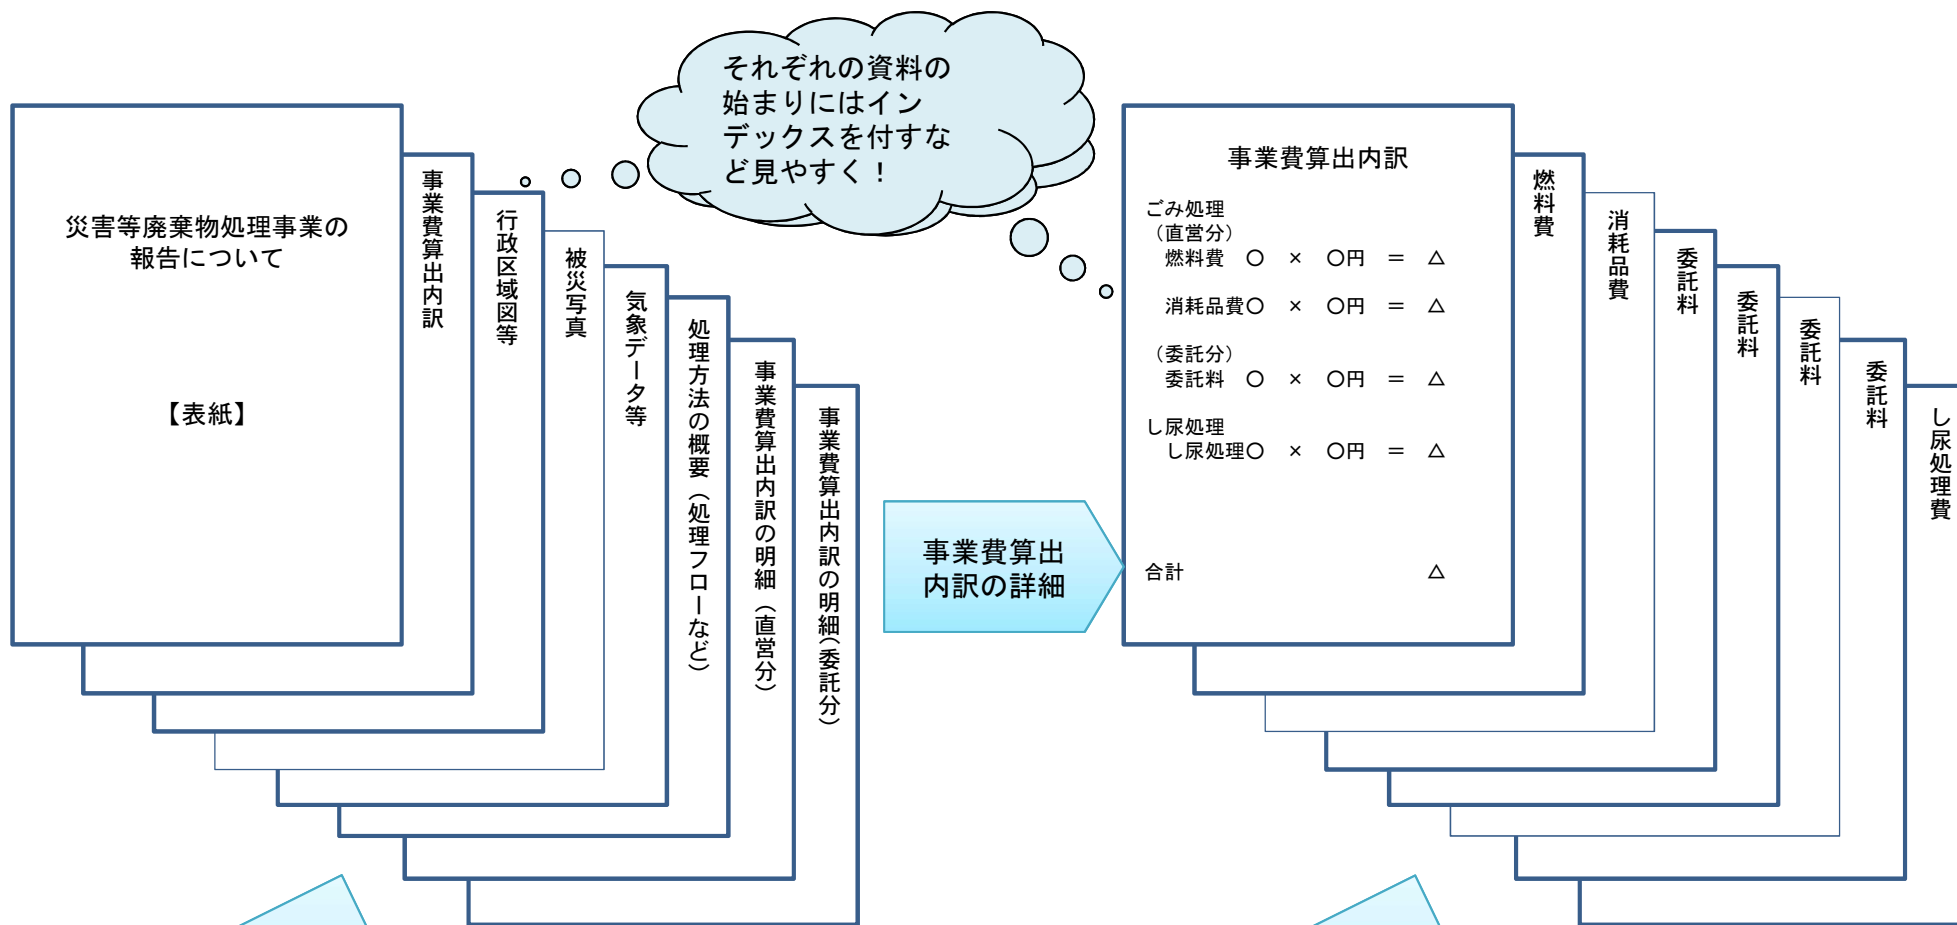 それぞれの資料の
始まりにはイン
デックスを付すな
ど見やすく！
災害等廃棄物処理事業の
報告について
【表紙】
事業費算出内訳
行政区域図等
被災写真
気象データ等
処理方法の概要（処理フローなど）
事業費算出内訳の明細（直営分）
事業費算出内訳の明細（委託分）
事業費算出
内訳の詳細
事業費算出内訳
ごみ処理
（直営分）
燃料費　○　×　○円　＝　△
消耗品費○　×　○円　＝　△
（委託分）
委託料　○　×　○円　＝　△
し尿処理
し尿処理○　×　○円　＝　△
合計　△
燃料費
消耗品費
委託料
委託料
委託料
委託料
し尿処理費